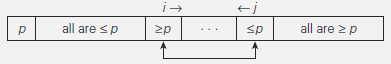 i→ ←j
p all are ≤ p ≥p · · · ≤p all are ≥ p